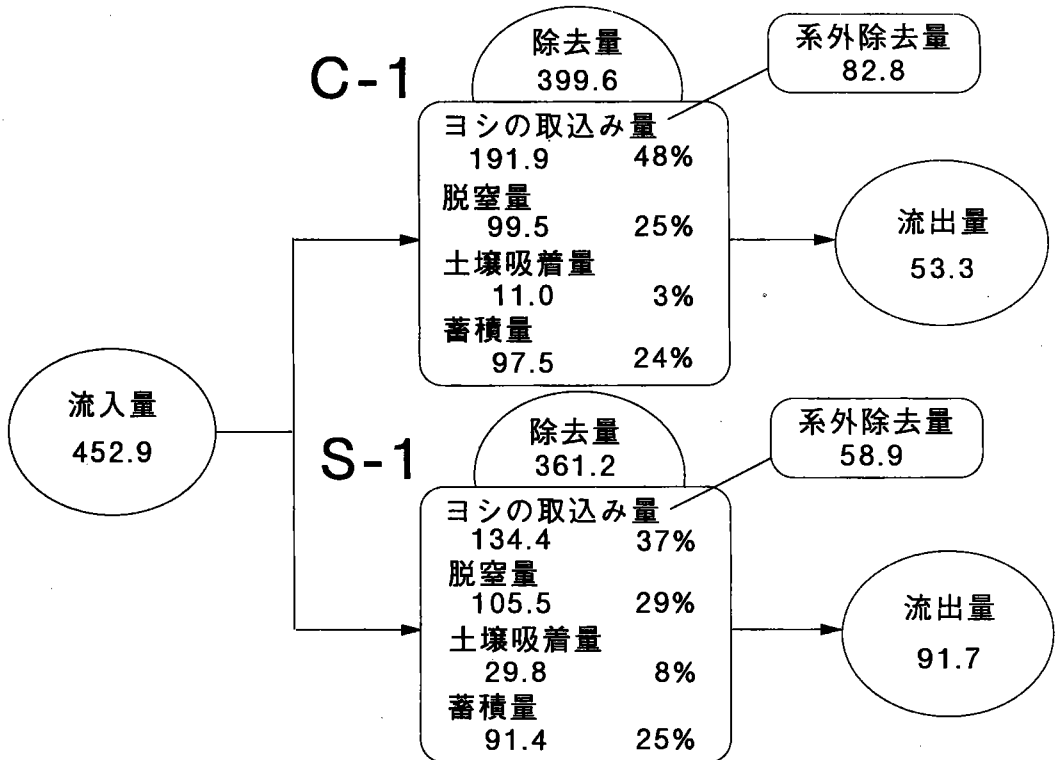 C-1
除去量
399.6
系外除去量
82.8
ヨシの取込み量
191.9 48%
脱窒量
99.5 25%
土壌吸着量
11.0 3%
蓄積量
97.5 24%
流出量
53.3
流入量
452.9
S-1
除去量
361.2
系外除去量
58.9
ヨシの取込み量
134.4 37%
脱窒量
105.5 29%
土壌吸着量
29.8 8%
蓄積量
91.4 25%
流出量
91.7